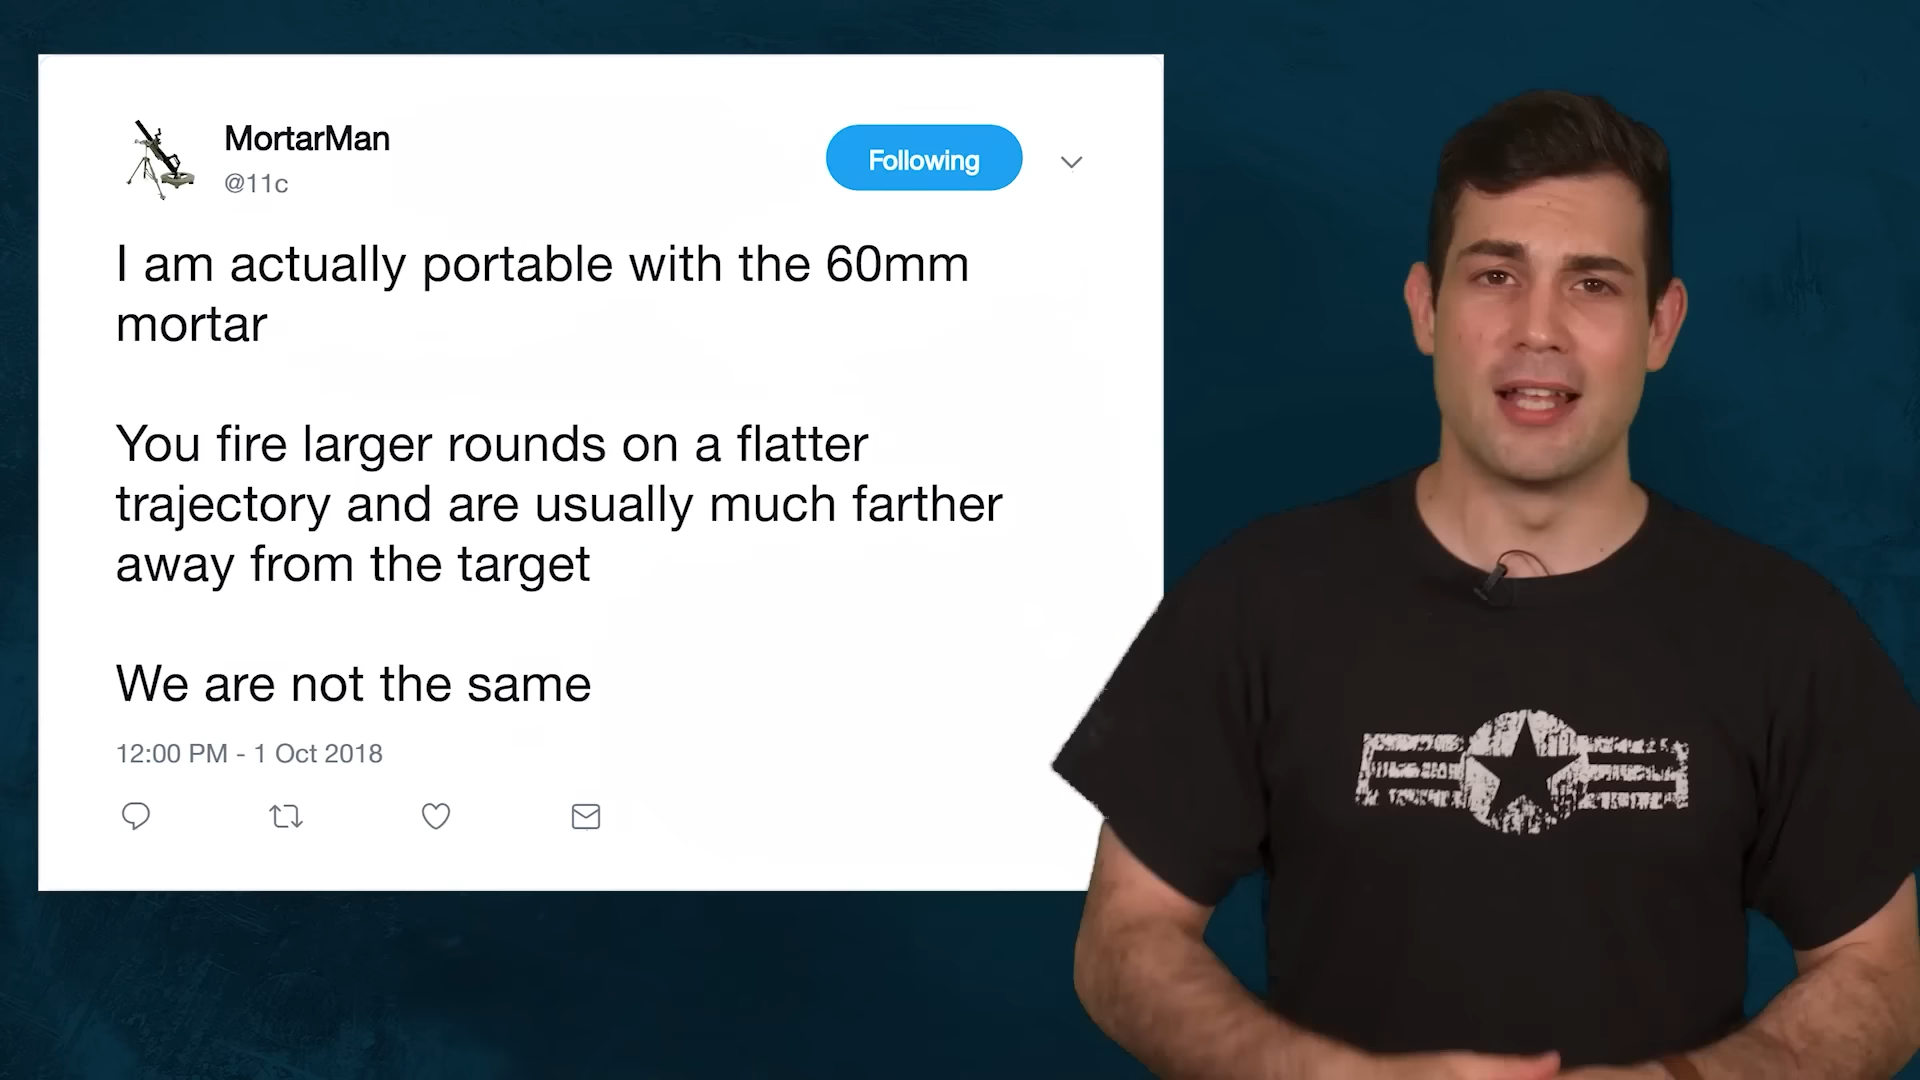 MortarMan
@11c
Following
I am actually portable with the 60mm
mortar
You fire larger rounds on a flatter
trajectory and are usually much farther
away from the target
We are not the same
12:00 PM - 1 Oct 2018